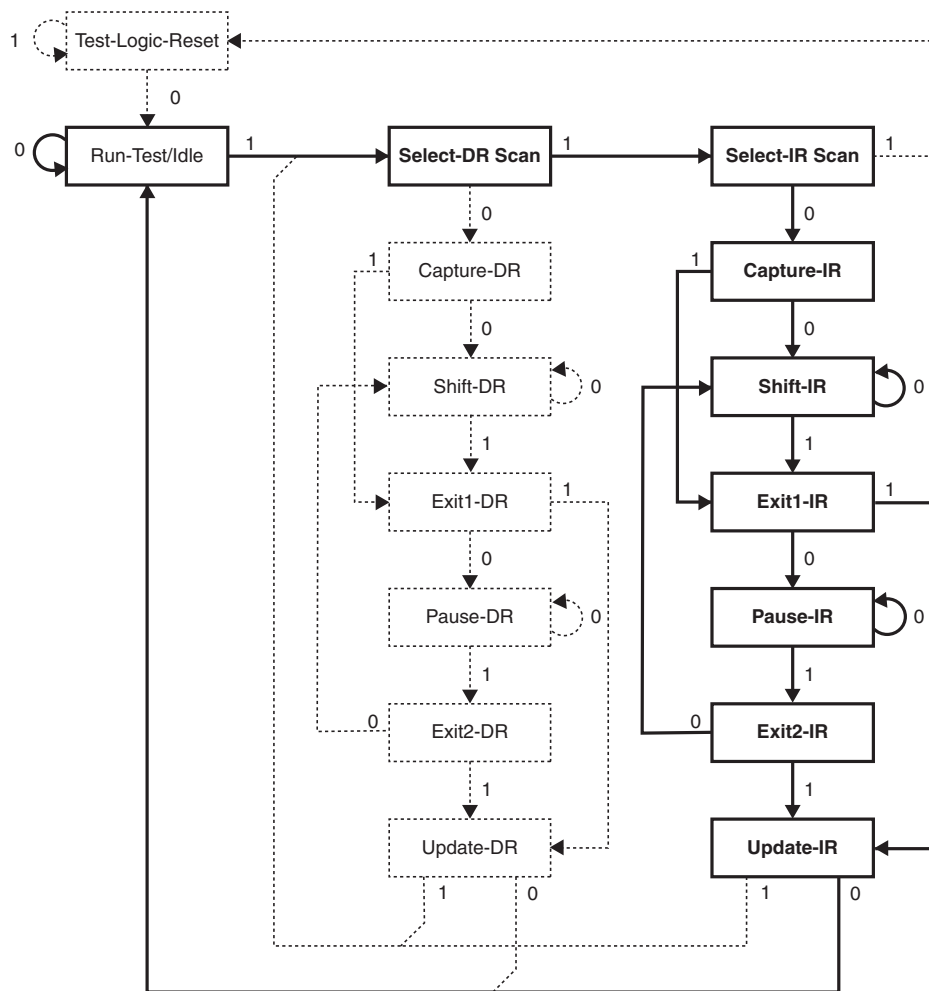 1
Test-Logic-Reset
0
0
Run-Test/Idle
1
Select-DR Scan
1
Select-IR Scan
1
0
0
1
Capture-DR
1
Capture-IR
0
0
Shift-DR
0
Shift-IR
0
1
1
Exit1-DR
1
Exit1-IR
1
0
0
Pause-DR
0
Pause-IR
0
1
1
0
Exit2-DR
0
Exit2-IR
1
1
Update-DR
Update-IR
1
0
1
0